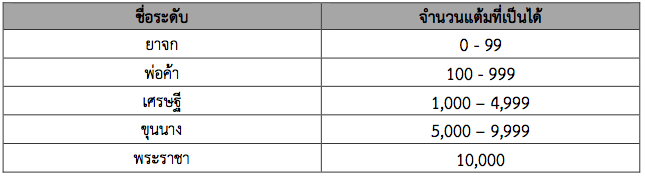 ชื่อระดับ จำนวนแต้มที่เป็นได้
ยาจก 0 - 99
พ่อค้า 100 - 999
เศรษฐี 1,000 – 4,999
ขุนนาง 5,000 – 9,999
พระราชา 10,000